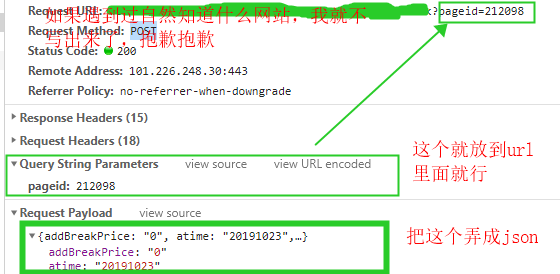 Request URL:
k?pageid=212098
如果遇到过自然知道什么网站，我就不
写出来了，抱歉抱歉
Request Method: POST
Status Code: 200
Remote Address: 101.226.248.30:443
Referrer Policy: no-referrer-when-downgrade
Response Headers (15)
Request Headers (18)
Query String Parameters view source view URL encoded
pageid: 212098
这个就放到url
里面就行
Request Payload view source
{addBreakPrice: "0", atime: "20191023",…}
addBreakPrice: "0"
atime: "20191023"
把这个弄成json